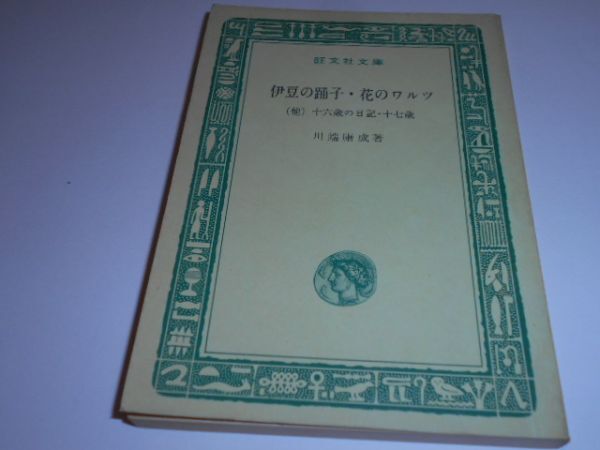 旺文社文庫
伊豆の踊子・花のワルツ
(他) 十六歳の日記・十七歳
川端康成著